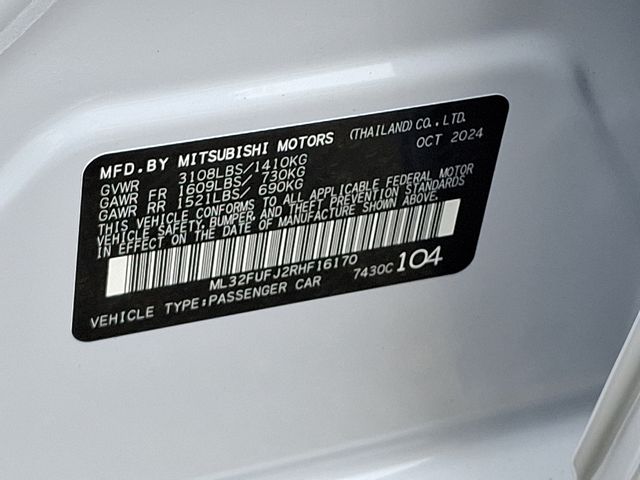 MFD.BY MITSUBISHI MOTORS (THAILAND) CO., LTD.
OCT 2024
GVWR 3108LBS/1410KG
GAWR FR 1609LBS/ 730KG
GAWR RR 1521LBS/ 690KG
THIS VEHICLE CONFORMS TO ALL APPLICABLE FEDERAL MOTOR
VEHICLE SAFETY, BUMPER, AND THEFT PREVENTION STANDARDS
IN EFFECT ON THE DATE OF MANUFACTURE SHOWN ABOVE.
ML32FUFJ2RHF16170
7430C 104
VEHICLE TYPE:PASSENGER CAR